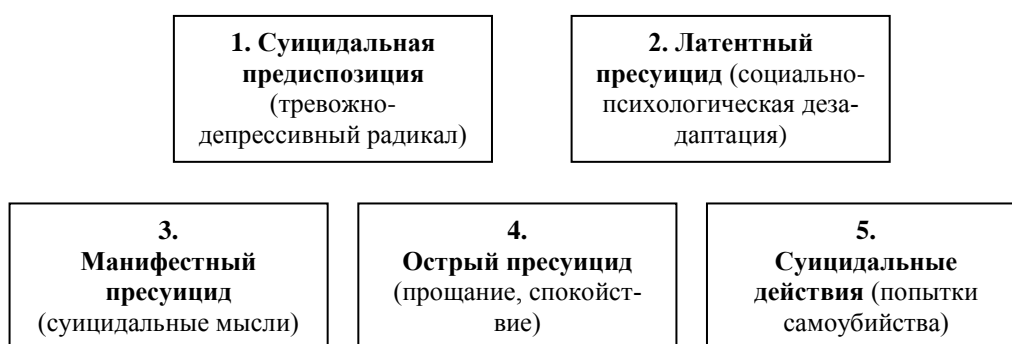 1. Суицидальная
предиспозиция
(тревожно-
депрессивный радикал)
2. Латентный
пресуицид (социально-
психологическая деза-
даптация)
3.
Манифестный
пресуицид
(суицидальные мысли)
4.
Острый пресуицид
(прощание, спокойст-
вие)
5.
Суицидальные
действия (попытки
самоубийства)